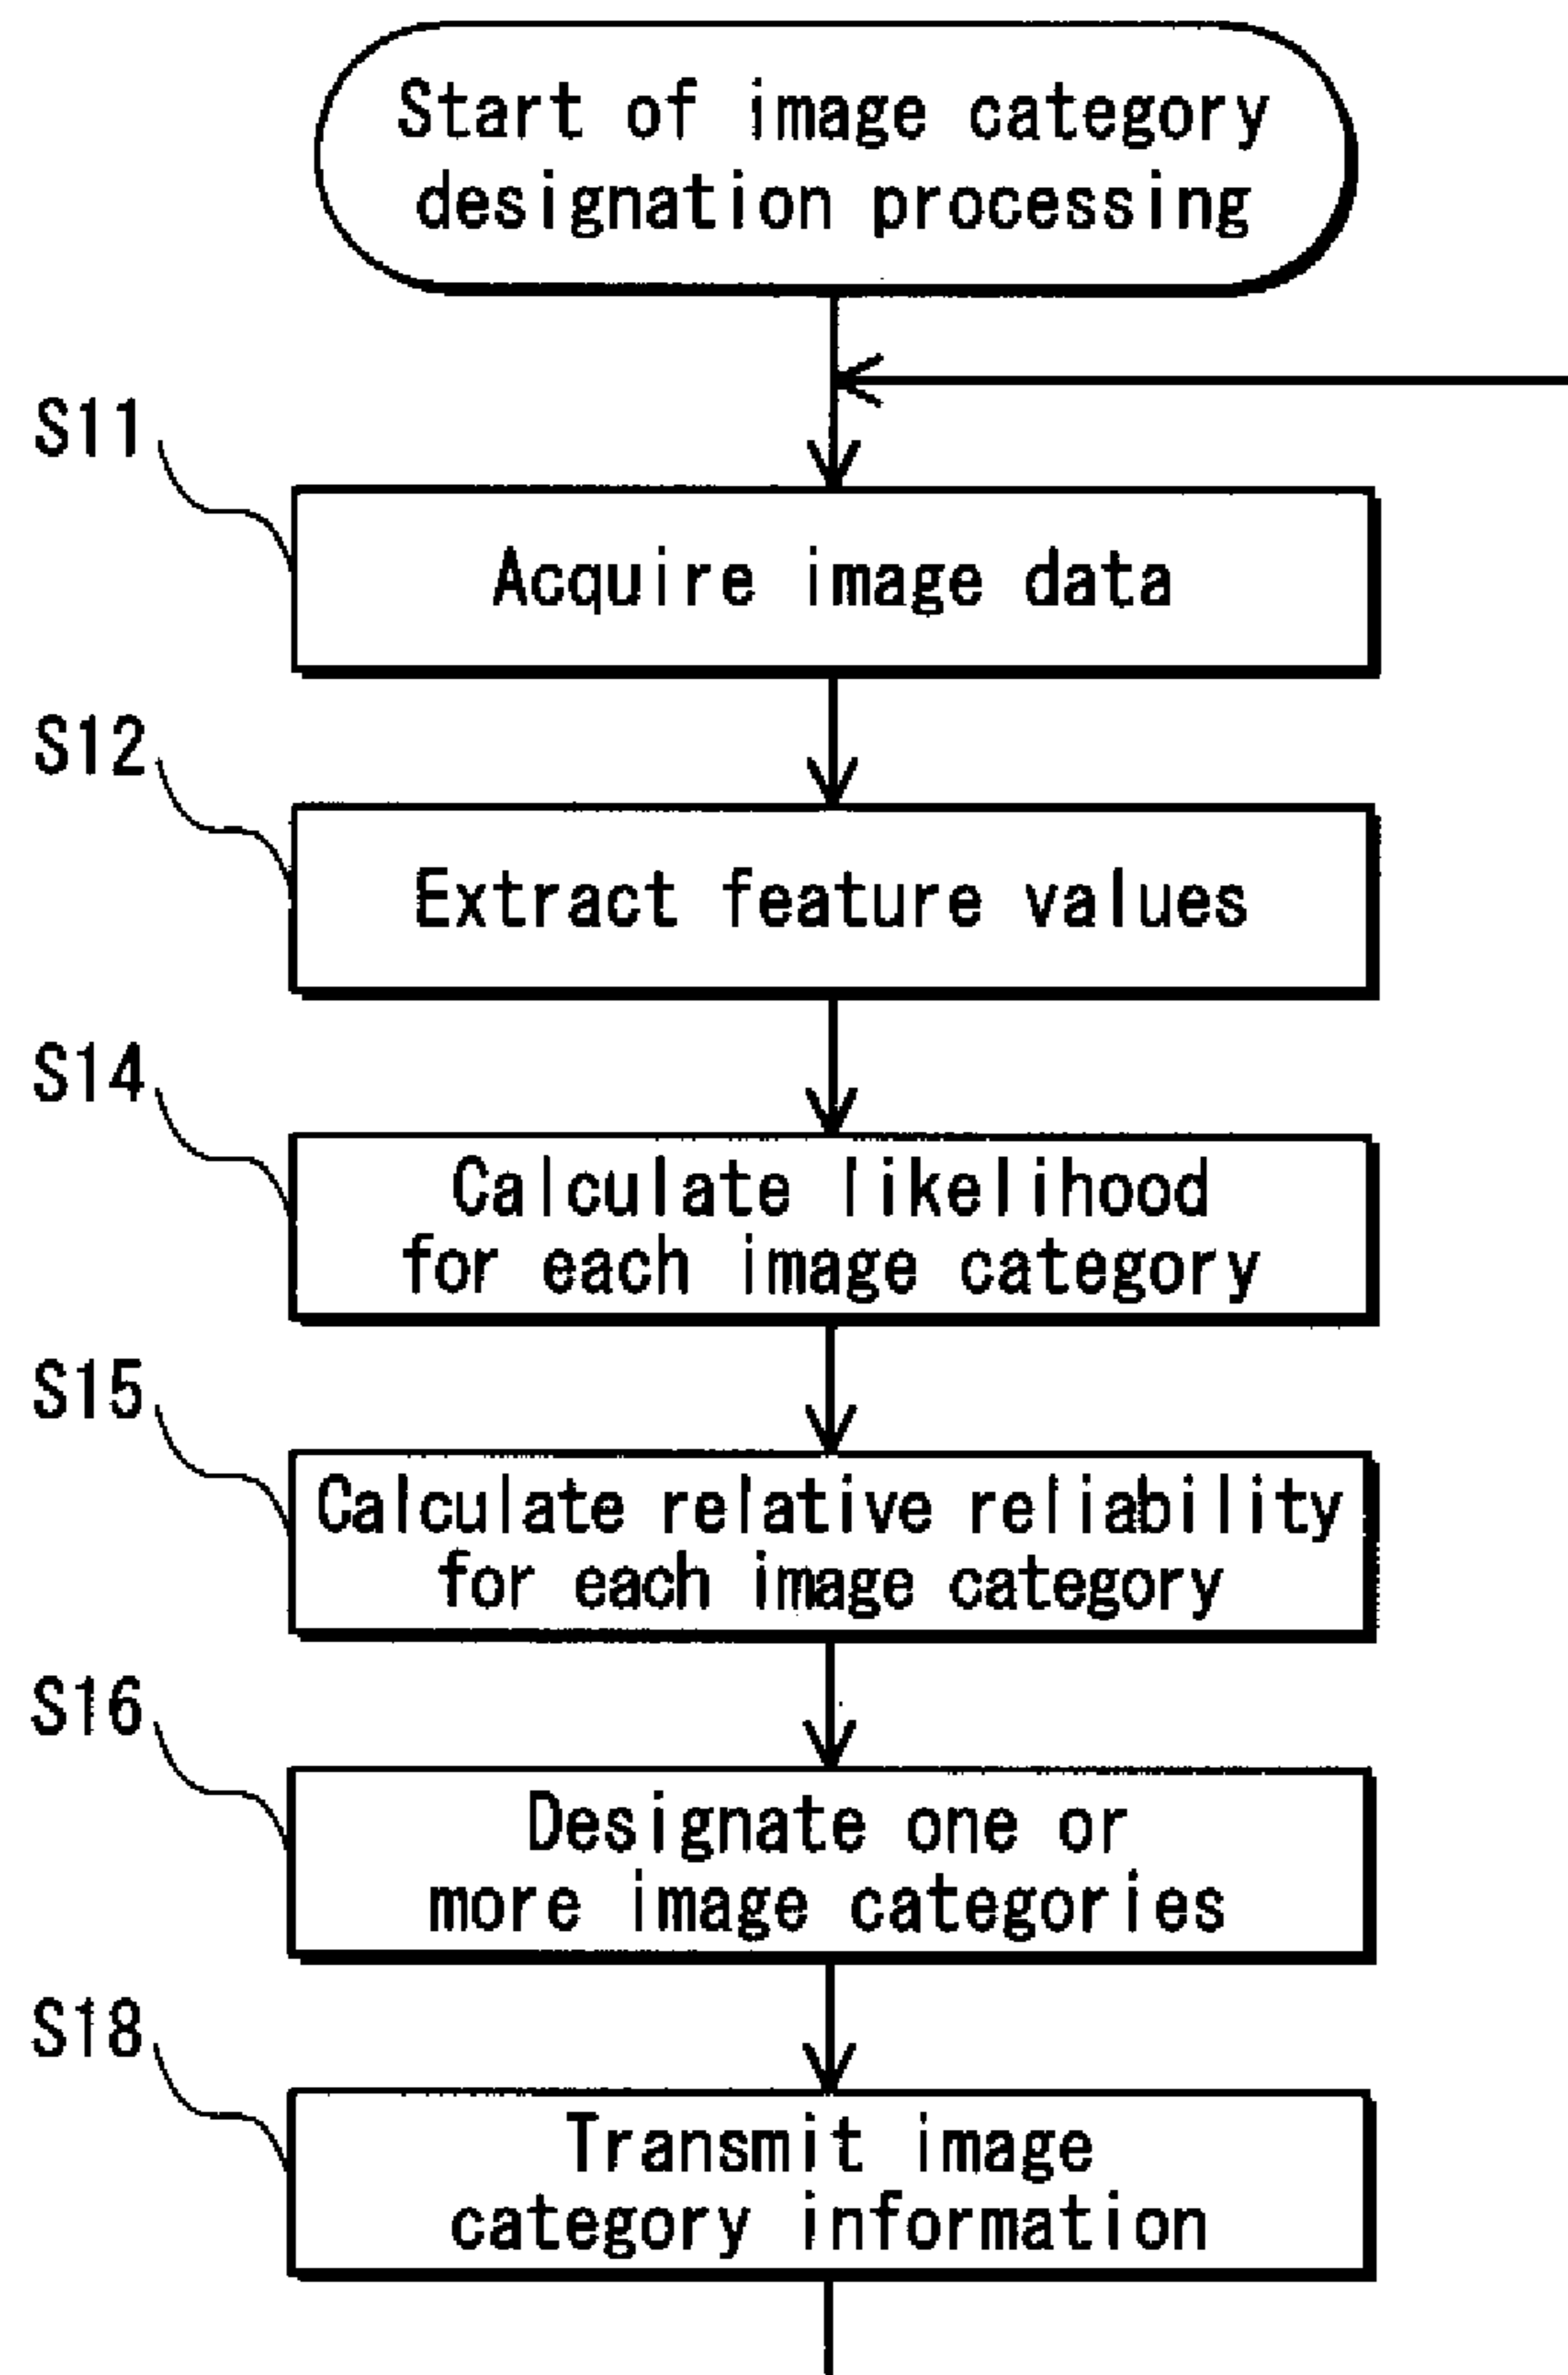 Start of image category
designation processing
S11
Acquire image data
S12
Extract feature values
S14
Calculate likelihood
for each image category
S15
Calculate relative reliability
for each image category
S16
Designate one or
more image categories
S18
Transmit image
category information